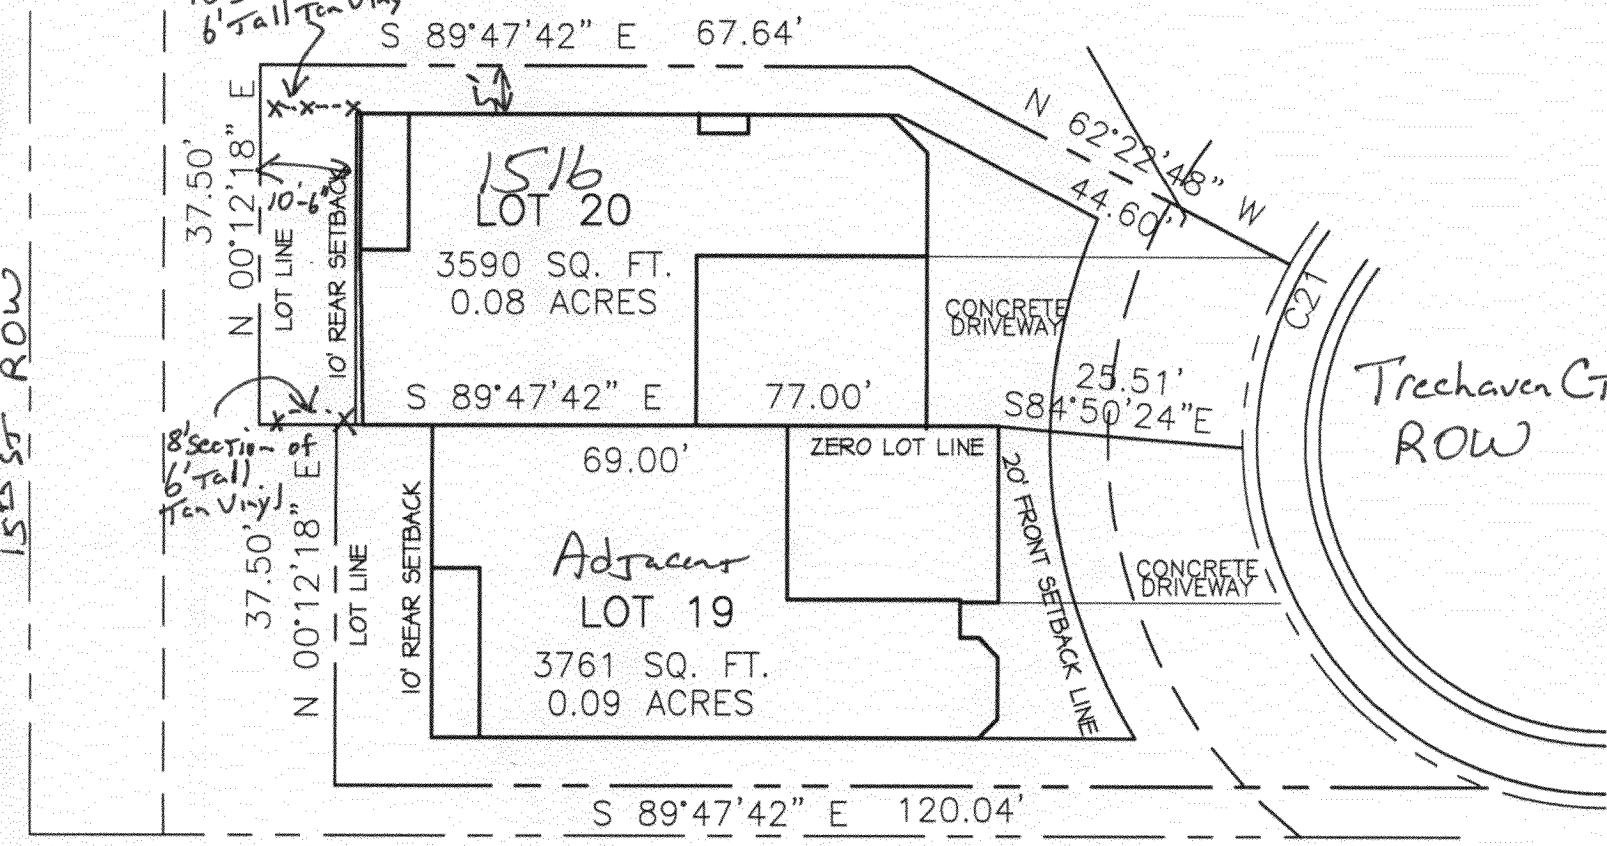 6' Tall Tan Viny
S 89°47'42" E 67.64'
N 62°22'48" W
44.60'
37.50'
N 00°12'18" E
10'-6"
LOT LINE
10' REAR SETBACK
1516
LOT 20
3590 SQ. FT.
0.08 ACRES
CONCRETE
DRIVEWAY
C21
15th ST ROW
Treehaven CT
ROW
S 89°47'42" E 77.00'
25.51'
S84°50'24"E
8' Section of
6' Tall
Tan Vinyl
69.00'
ZERO LOT LINE
20' FRONT SETBACK LINE
37.50'
N 00°12'18" E
LOT LINE
10' REAR SETBACK
Adjacent
LOT 19
3761 SQ. FT.
0.09 ACRES
CONCRETE
DRIVEWAY
S 89°47'42" E 120.04'